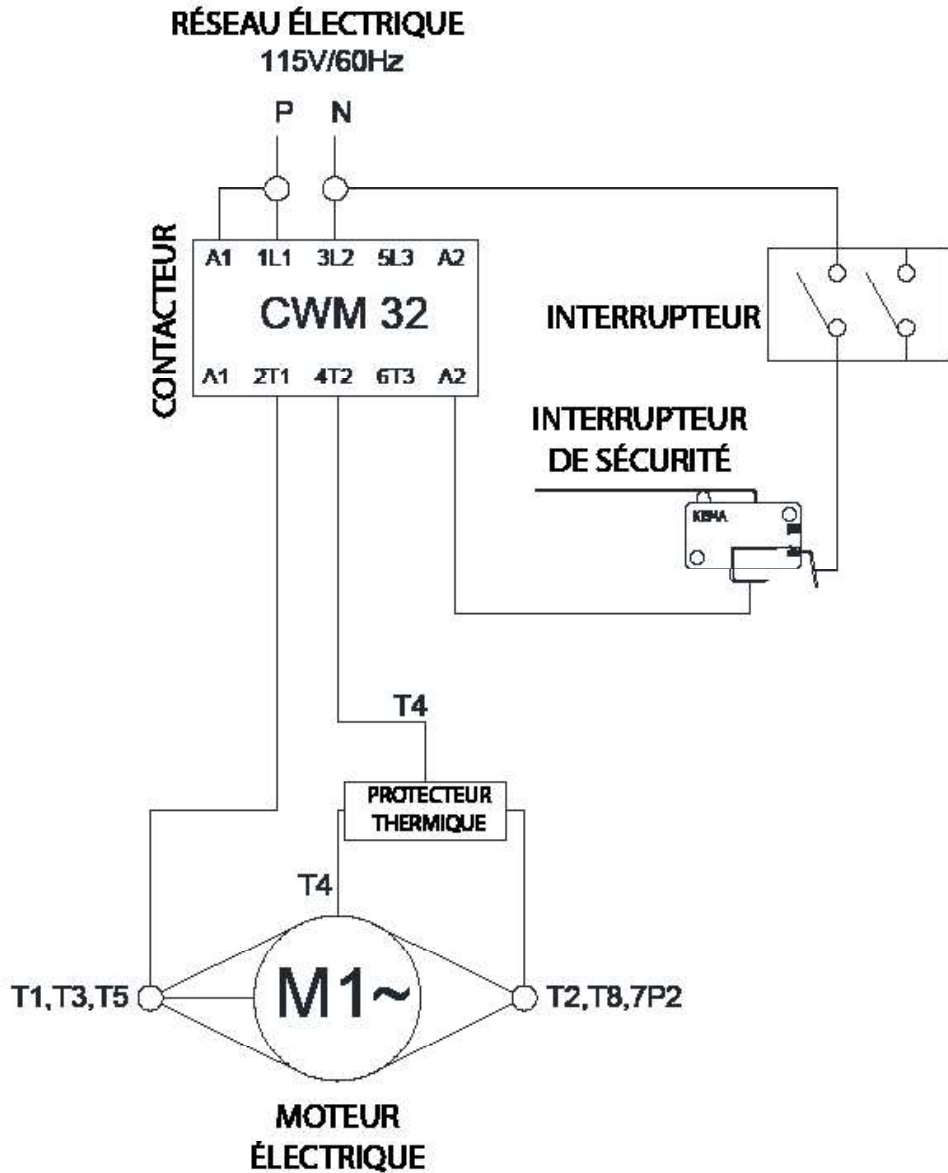 RÉSEAU ÉLECTRIQUE
115V/60Hz
P N
CONTACTEUR
A1 1L1 3L2 5L3 A2
CWM 32
A1 2T1 4T2 6T3 A2
INTERRUPTEUR
INTERRUPTEUR
DE SÉCURITÉ
KEMA
T4
PROTECTEUR
THERMIQUE
T4
T1,T3,T5
M1~
T2,T8,7P2
MOTEUR
ÉLECTRIQUE